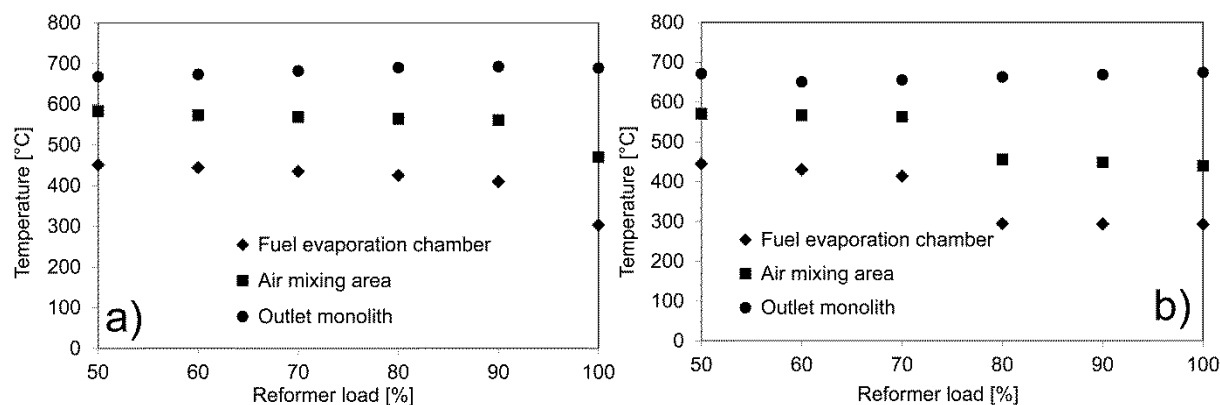 800
700
600
500
400
300
200
100
0
Temperature [°C]
Fuel evaporation chamber
Air mixing area
Outlet monolith
a)
50 60 70 80 90 100
Reformer load [%]
800
700
600
500
400
300
200
100
0
Temperature [°C]
Fuel evaporation chamber
Air mixing area
Outlet monolith
b)
50 60 70 80 90 100
Reformer load [%]